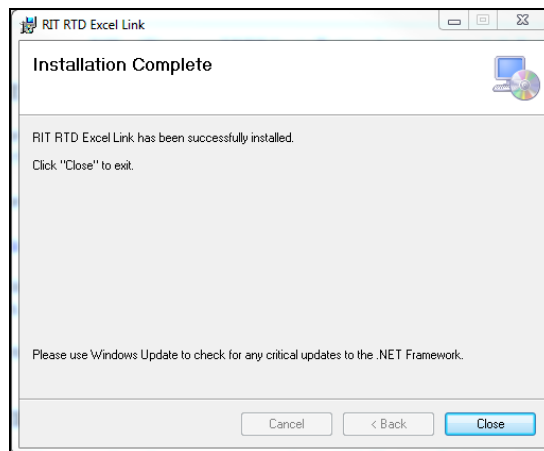 RIT RTD Excel Link
Installation Complete
RIT RTD Excel Link has been successfully installed.
Click "Close" to exit.
Please use Windows Update to check for any critical updates to the .NET Framework.
Cancel
< Back
Close